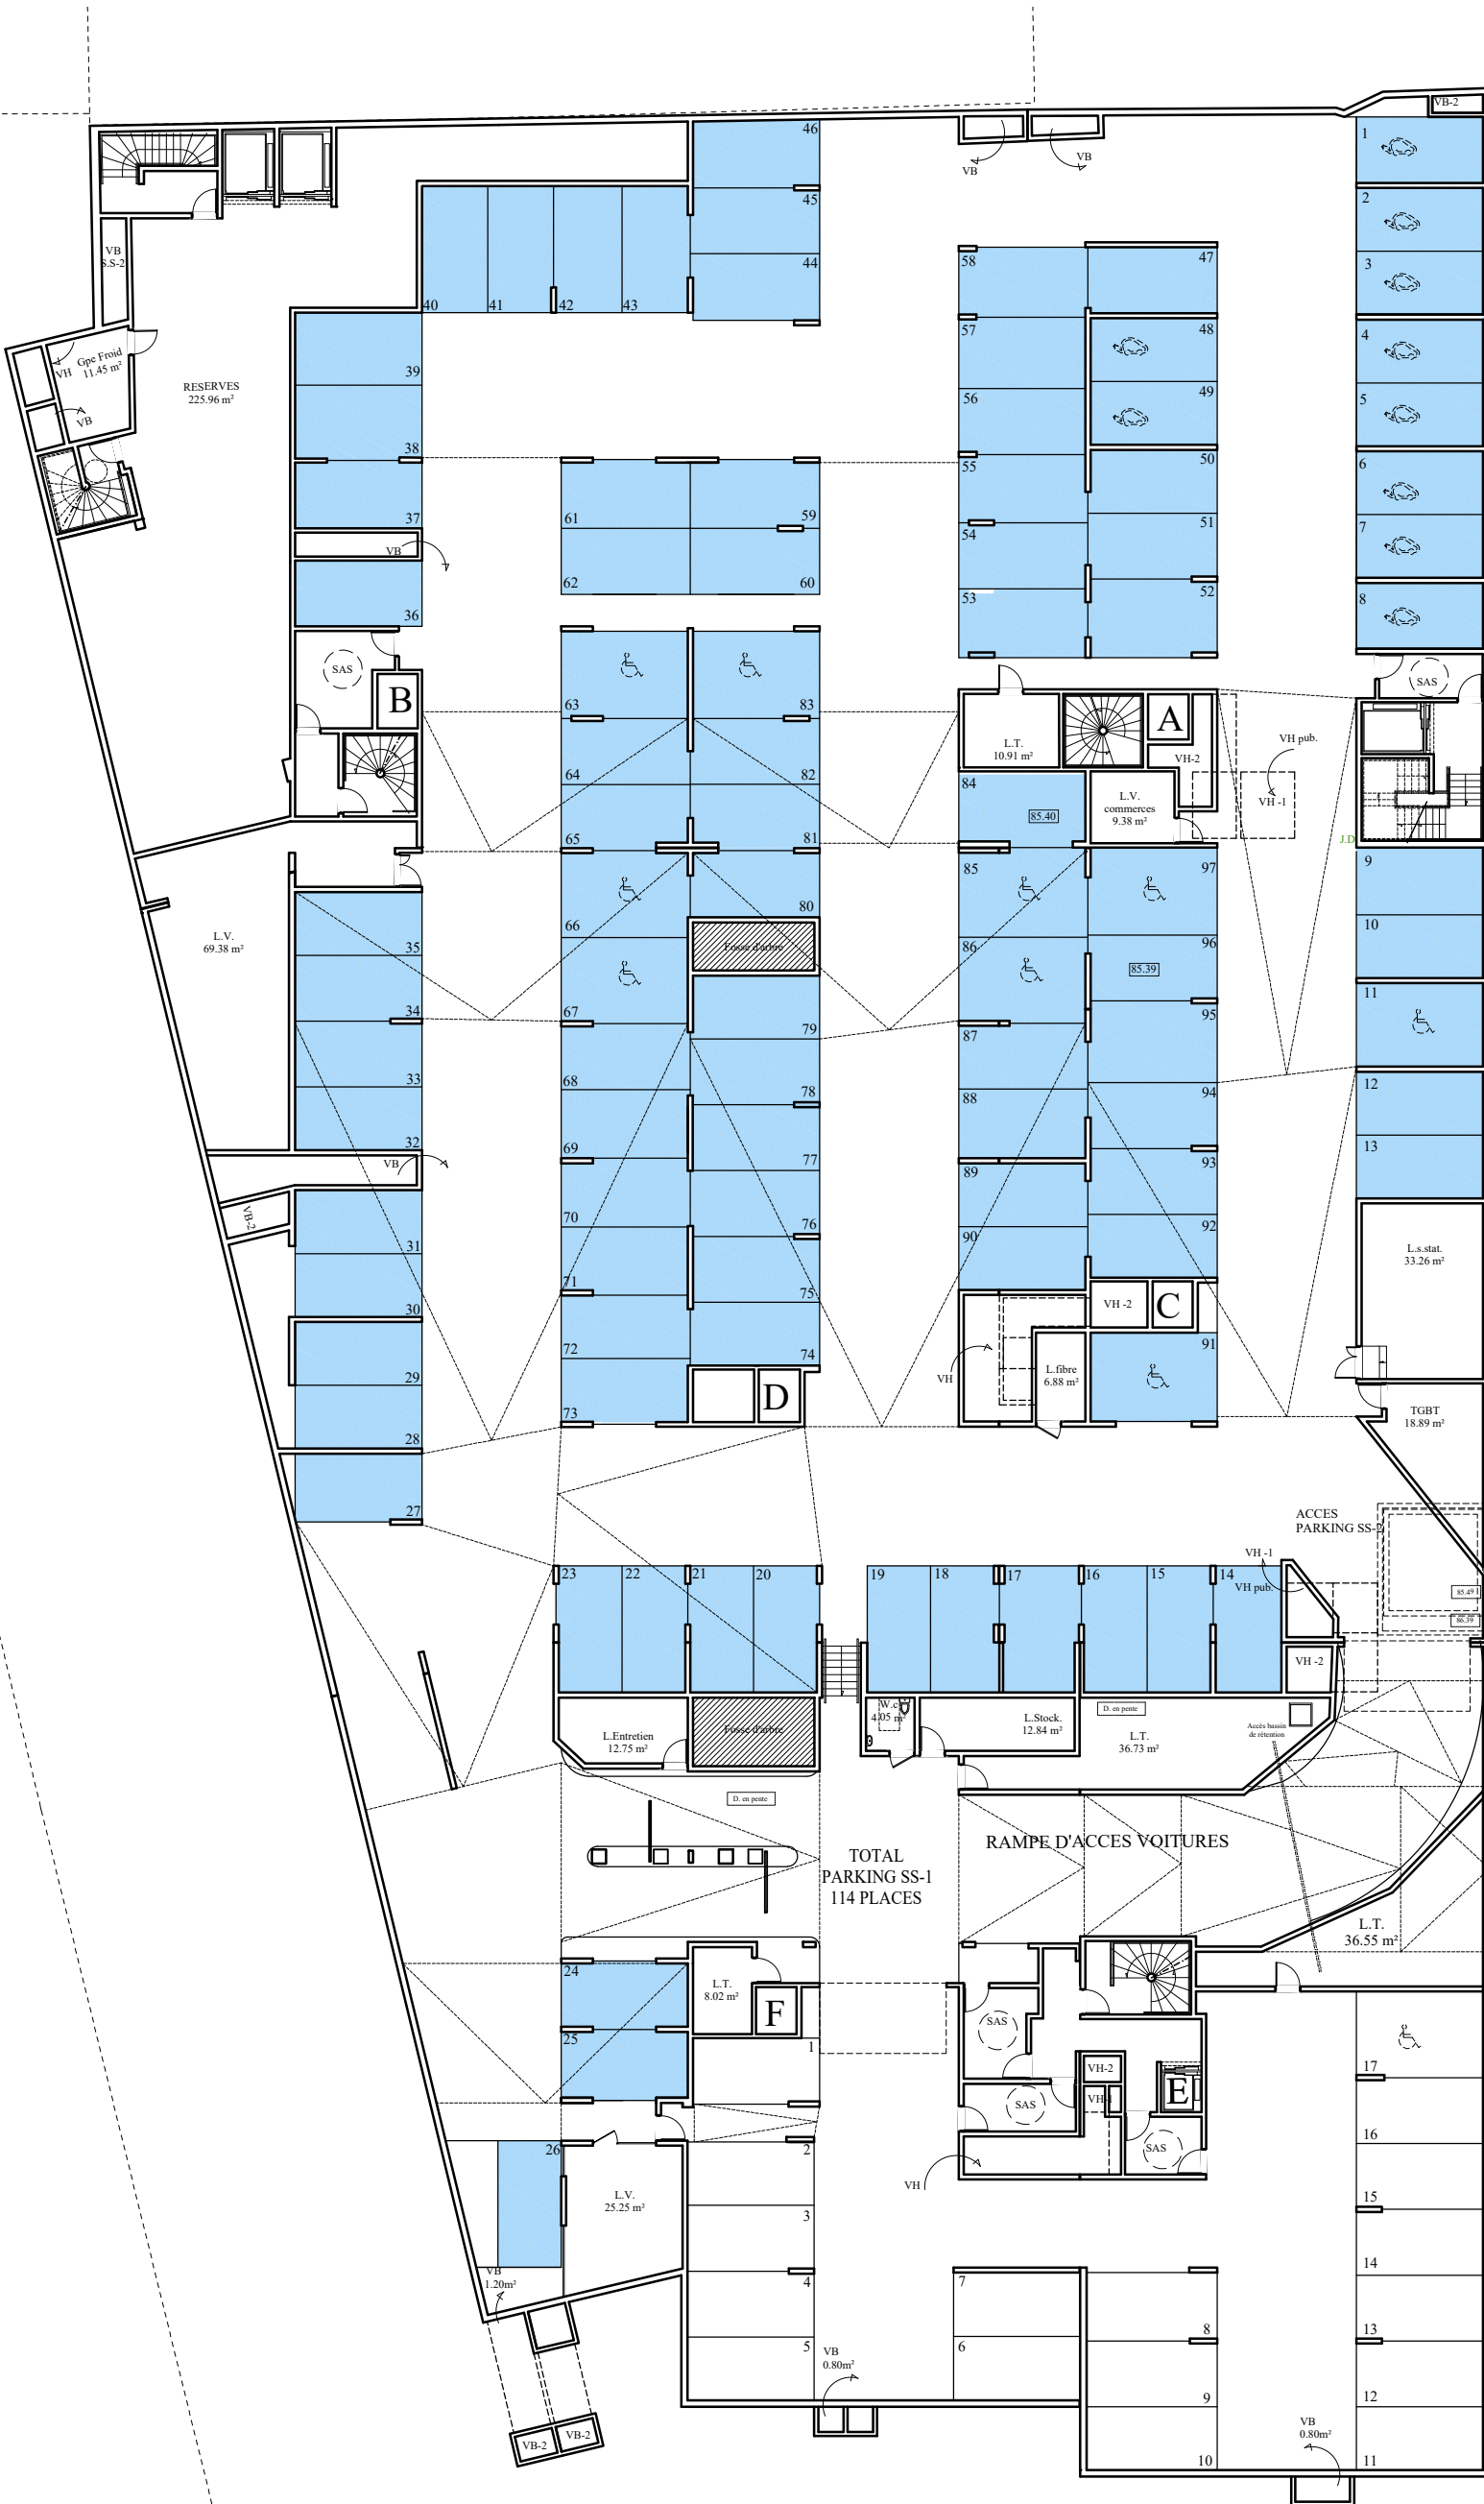 VB-2
46
1
VB
VB
45
2
VB
S.S-2
44
58
47
3
40
41
42
43
57
48
4
Gpe Froid
11.45 m²
VH
39
RESERVES
225.96 m²
56
49
5
VB
38
55
50
6
37
61
59
54
51
7
VB
62
60
53
52
8
36
SAS
SAS
B
63
83
A
L.T.
10.91 m²
VH-2
VH pub.
64
82
84
L.V.
commerces
9.38 m²
VH -1
85.40
65
81
J.D
85
97
9
66
80
10
L.V.
69.38 m²
35
Fosse d'arbre
86
96
85.39
34
67
11
79
87
95
33
68
78
88
94
12
32
69
77
89
93
13
VB
VB-2
70
76
90
92
31
L.s.stat.
33.26 m²
30
71
75
VH -2
C
29
72
74
91
VH
L.fibre
6.88 m²
D
28
73
TGBT
18.89 m²
27
ACCES
PARKING SS-2
VH -1
23
22
21
20
19
18
17
16
15
14
VH pub.
85.49
86.39
VH -2
W.c
4.05 m²
L.Entretien
12.75 m²
Fosse d'arbre
L.Stock.
12.84 m²
D. en pente
L.T.
36.73 m²
Accès bassin
de rétention
D. en pente
RAMPE D'ACCES VOITURES
TOTAL
PARKING SS-1
114 PLACES
L.T.
36.55 m²
24
L.T.
8.02 m²
F
25
SAS
1
17
VH-2
E
SAS
VH-1
26
2
16
SAS
VH
L.V.
25.25 m²
3
15
VB
1.20m²
4
7
14
8
13
5
6
VB
0.80m²
9
12
VB-2
VB-2
VB
0.80m²
10
11